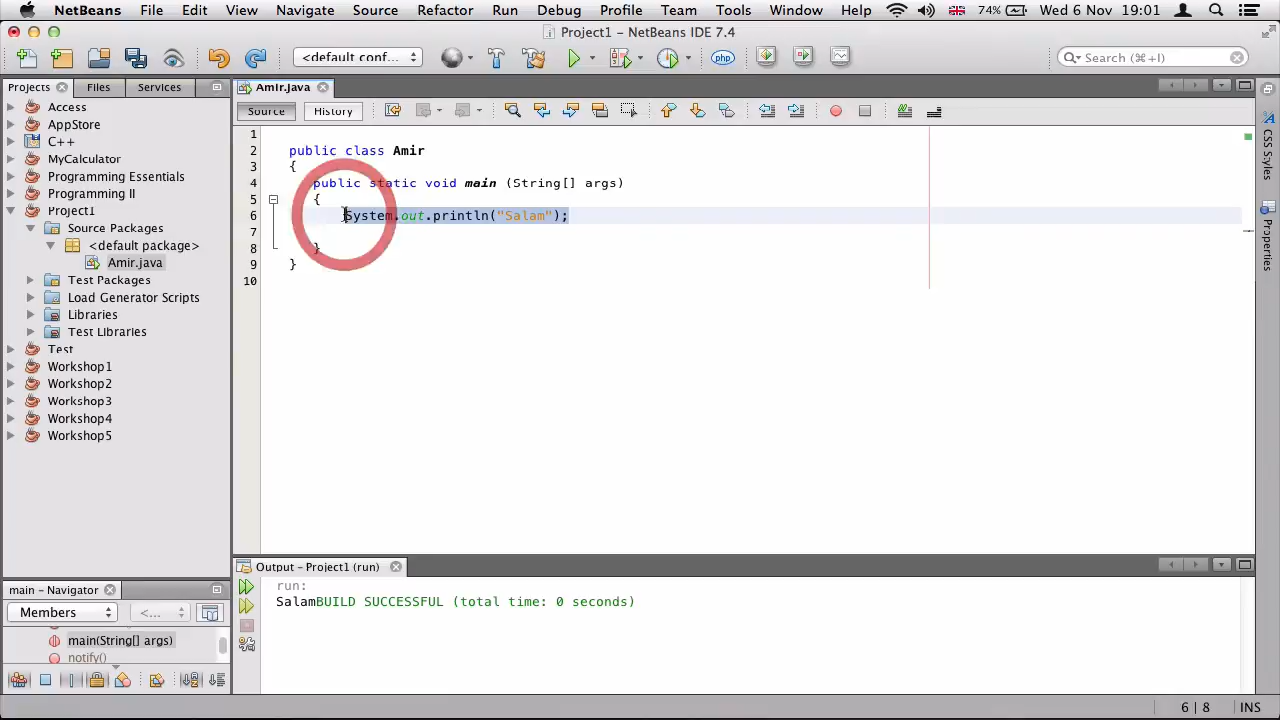 NetBeans File Edit View Navigate Source Refactor Run Debug Profile Team Tools Window Help 74% Wed 6 Nov 19:01
Project1 – NetBeans IDE 7.4
<default conf... php Search (⌘+I)
Projects Files Services
Amir.java
Source History
Access
AppStore
C++
MyCalculator
Programming Essentials
Programming II
Project1
Source Packages
<default package>
Amir.java
Test Packages
Load Generator Scripts
Libraries
Test Libraries
Test
Workshop1
Workshop2
Workshop3
Workshop4
Workshop5
1
2 public class Amir
3 {
4 public static void main (String[] args)
5 {
6 System.out.println("Salam");
7
8 }
9 }
10
CSS Styles
Properties
main – Navigator
Members <...
main(String[] args)
notify()
Output – Project1 (run)
run:
SalamBUILD SUCCESSFUL (total time: 0 seconds)
6 | 8 INS